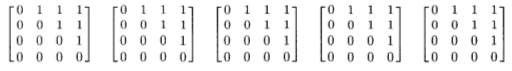 [0 1 1 1] [0 1 1 1] [0 1 1 1] [0 1 1 1] [0 1 1 1]
[0 0 1 1] [0 0 1 1] [0 0 1 1] [0 0 1 1] [0 0 1 1]
[0 0 0 1] [0 0 0 1] [0 0 0 1] [0 0 0 1] [0 0 0 1]
[0 0 0 0] [0 0 0 0] [0 0 0 0] [0 0 0 0] [0 0 0 0]